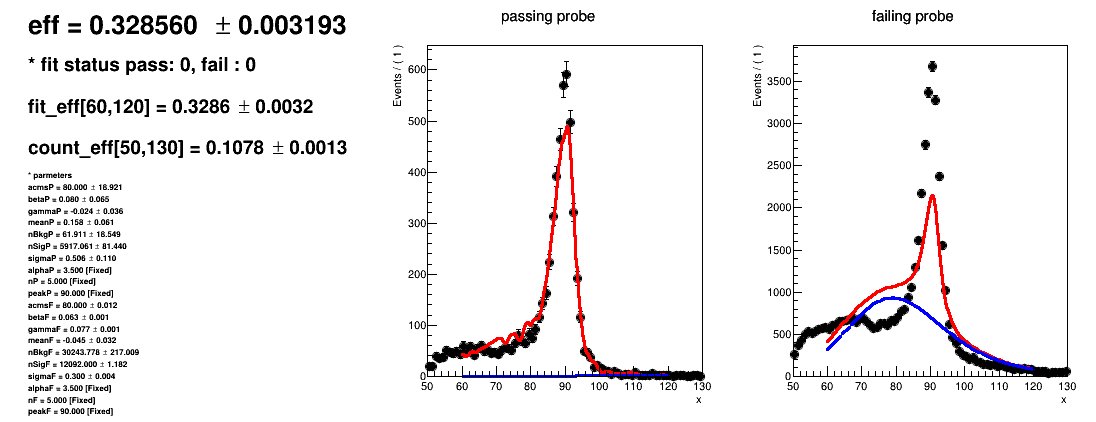 eff = 0.328560 ± 0.003193
* fit status pass: 0, fail : 0
fit_eff[60,120] = 0.3286 ± 0.0032
count_eff[50,130] = 0.1078 ± 0.0013
* parmeters
acmsP = 80.000 ± 18.921
betaP = 0.080 ± 0.065
gammaP = -0.024 ± 0.036
meanP = 0.158 ± 0.061
nBkgP = 61.911 ± 18.549
nSigP = 5917.061 ± 81.440
sigmaP = 0.506 ± 0.110
alphaP = 3.500 [Fixed]
nP = 5.000 [Fixed]
peakP = 90.000 [Fixed]
acmsF = 80.000 ± 0.012
betaF = 0.063 ± 0.001
gammaF = 0.077 ± 0.001
meanF = -0.045 ± 0.032
nBkgF = 30243.778 ± 217.009
nSigF = 12092.000 ± 1.182
sigmaF = 0.300 ± 0.004
alphaF = 3.500 [Fixed]
nF = 5.000 [Fixed]
peakF = 90.000 [Fixed]
passing probe
Events / ( 1 )
600
500
400
300
200
100
0
50 60 70 80 90 100 110 120 130
x
failing probe
Events / ( 1 )
3500
3000
2500
2000
1500
1000
500
0
50 60 70 80 90 100 110 120 130
x